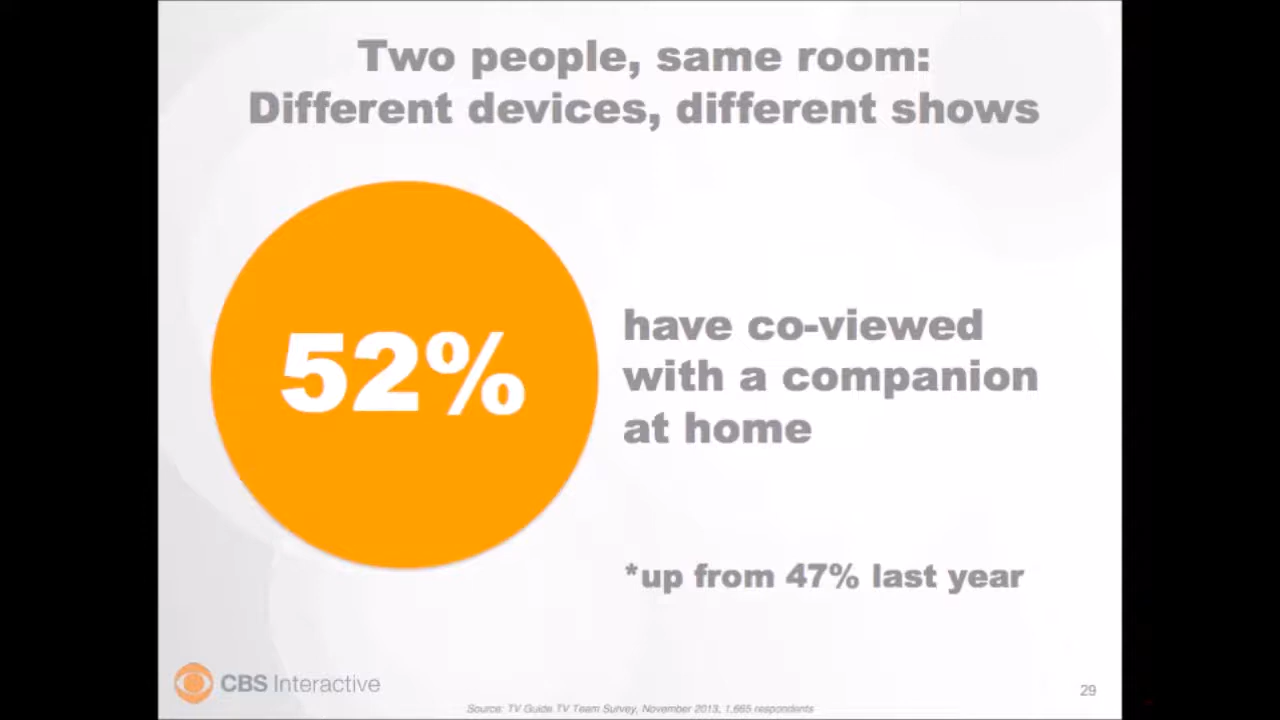 Two people, same room:
Different devices, different shows
52%
have co-viewed
with a companion
at home
*up from 47% last year
CBS Interactive
29
Source: TV Guide TV Team Survey, November 2013, 1,665 respondents